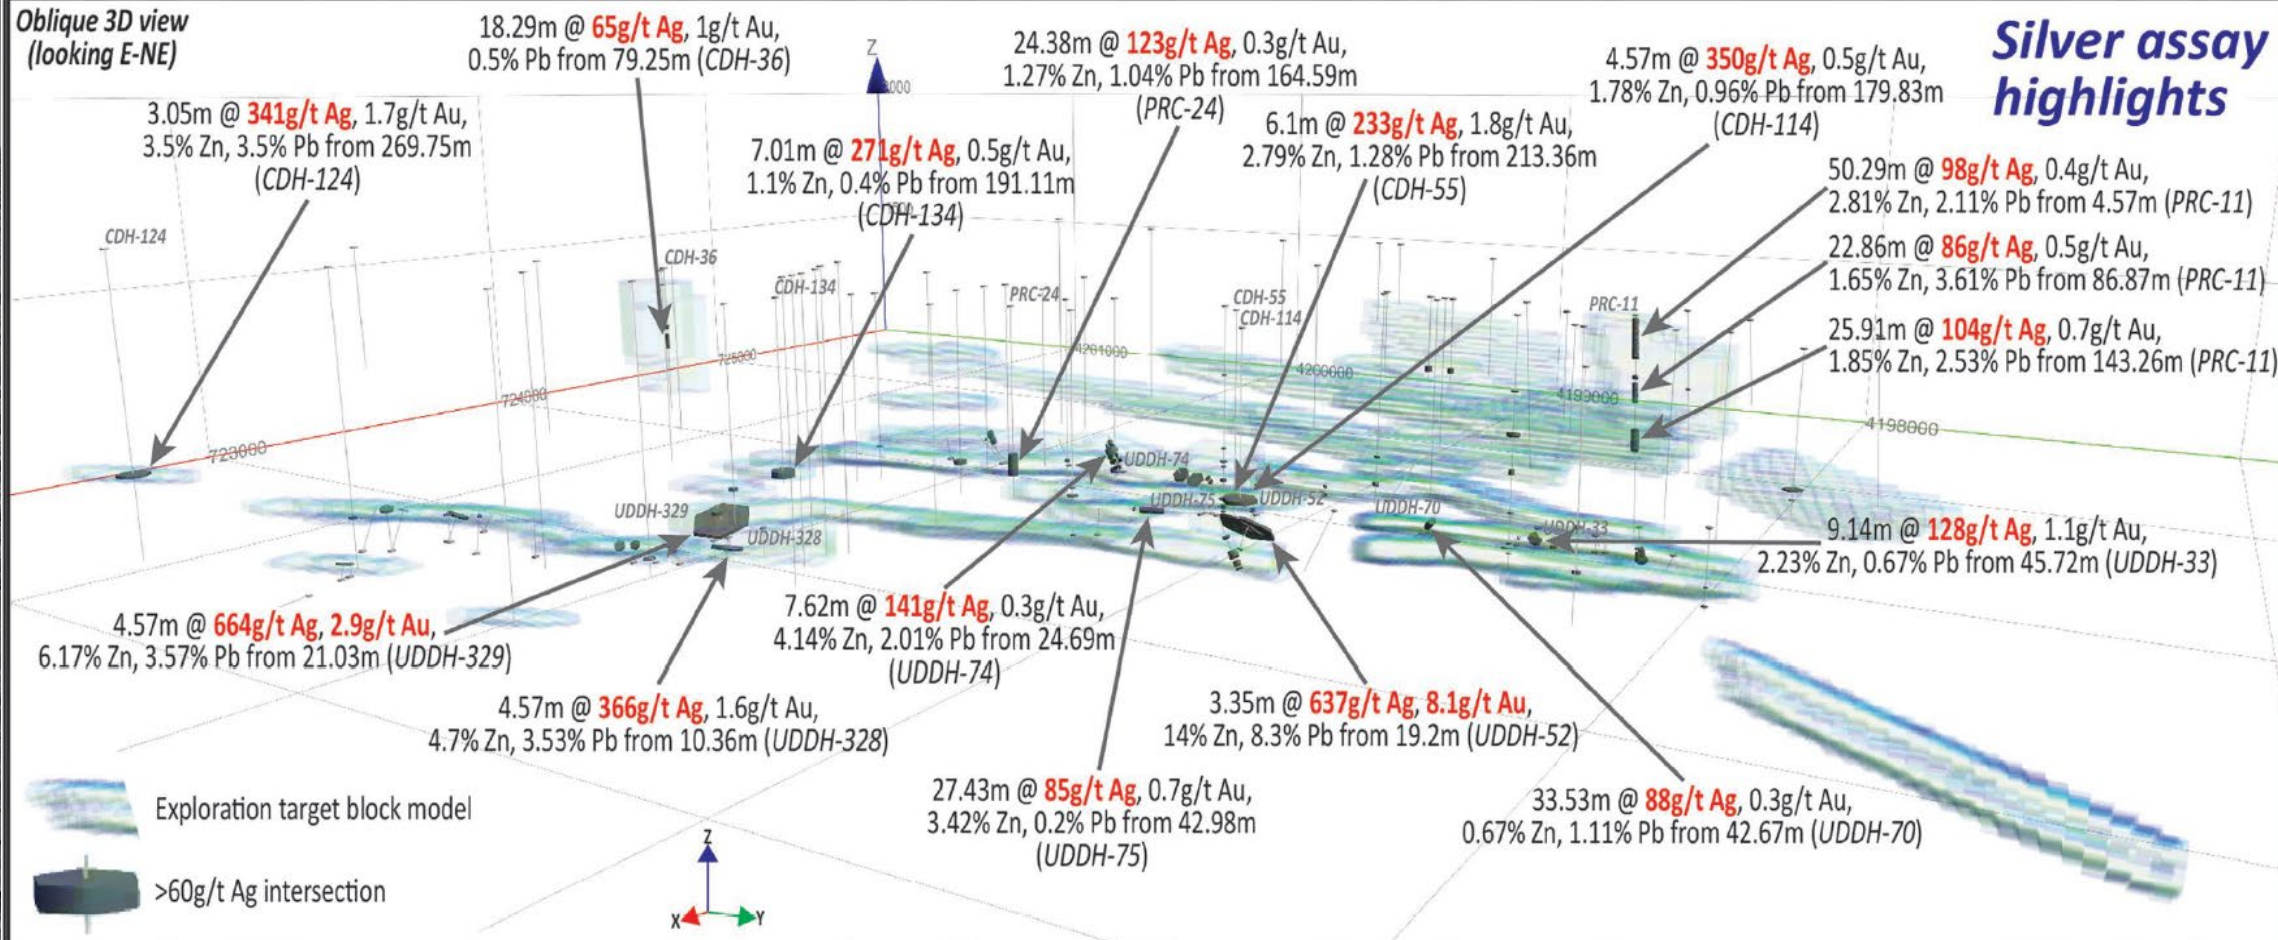 Oblique 3D view
(looking E-NE)
Silver assay
highlights
18.29m @ 65g/t Ag, 1g/t Au,
0.5% Pb from 79.25m (CDH-36)
24.38m @ 123g/t Ag, 0.3g/t Au,
1.27% Zn, 1.04% Pb from 164.59m
(PRC-24)
4.57m @ 350g/t Ag, 0.5g/t Au,
1.78% Zn, 0.96% Pb from 179.83m
(CDH-114)
3.05m @ 341g/t Ag, 1.7g/t Au,
3.5% Zn, 3.5% Pb from 269.75m
(CDH-124)
7.01m @ 271g/t Ag, 0.5g/t Au,
1.1% Zn, 0.4% Pb from 191.11m
(CDH-134)
6.1m @ 233g/t Ag, 1.8g/t Au,
2.79% Zn, 1.28% Pb from 213.36m
(CDH-55)
50.29m @ 98g/t Ag, 0.4g/t Au,
2.81% Zn, 2.11% Pb from 4.57m (PRC-11)
22.86m @ 86g/t Ag, 0.5g/t Au,
1.65% Zn, 3.61% Pb from 86.87m (PRC-11)
25.91m @ 104g/t Ag, 0.7g/t Au,
1.85% Zn, 2.53% Pb from 143.26m (PRC-11)
Z
CDH-124
CDH-36
CDH-134
PRC-24
CDH-55
CDH-114
PRC-11
725000
724000
723000
4201000
4200000
4199000
4198000
UDDH-74
UDDH-75
UDDH-52
UDDH-70
UDDH-33
UDDH-329
UDDH-328
9.14m @ 128g/t Ag, 1.1g/t Au,
2.23% Zn, 0.67% Pb from 45.72m (UDDH-33)
4.57m @ 664g/t Ag, 2.9g/t Au,
6.17% Zn, 3.57% Pb from 21.03m (UDDH-329)
7.62m @ 141g/t Ag, 0.3g/t Au,
4.14% Zn, 2.01% Pb from 24.69m
(UDDH-74)
4.57m @ 366g/t Ag, 1.6g/t Au,
4.7% Zn, 3.53% Pb from 10.36m (UDDH-328)
3.35m @ 637g/t Ag, 8.1g/t Au,
14% Zn, 8.3% Pb from 19.2m (UDDH-52)
27.43m @ 85g/t Ag, 0.7g/t Au,
3.42% Zn, 0.2% Pb from 42.98m
(UDDH-75)
33.53m @ 88g/t Ag, 0.3g/t Au,
0.67% Zn, 1.11% Pb from 42.67m (UDDH-70)
Exploration target block model
>60g/t Ag intersection
Z
X
Y